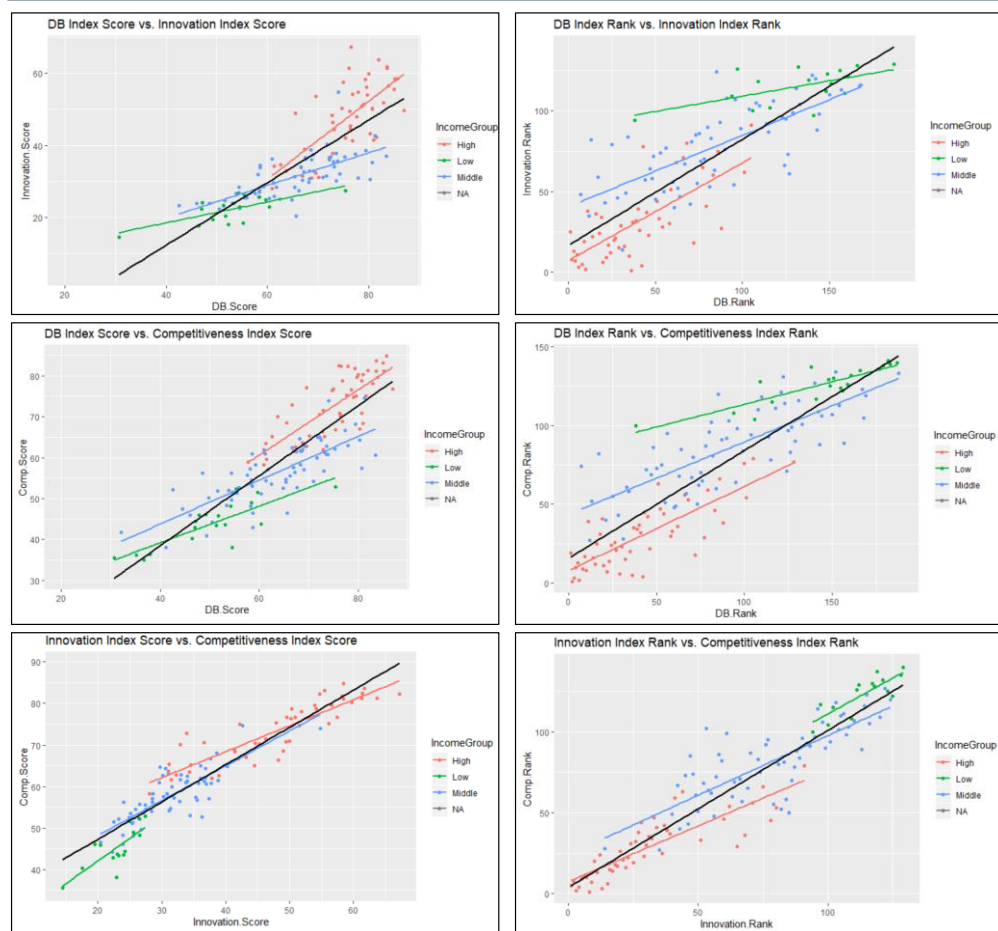 DB Index Score vs. Innovation Index Score
Innovation.Score
60
40
20
20
40
60
80
DB.Score
IncomeGroup
High
Low
Middle
NA
DB Index Rank vs. Innovation Index Rank
Innovation.Rank
100
50
0
0
50
100
150
DB.Rank
IncomeGroup
High
Low
Middle
NA
DB Index Score vs. Competitiveness Index Score
Comp.Score
80
70
60
50
40
30
20
40
60
80
DB.Score
IncomeGroup
High
Low
Middle
NA
DB Index Rank vs. Competitiveness Index Rank
Comp.Rank
150
100
50
0
0
50
100
150
DB.Rank
IncomeGroup
High
Low
Middle
NA
Innovation Index Score vs. Competitiveness Index Score
Comp.Score
90
80
70
60
50
40
20
30
40
50
60
Innovation.Score
IncomeGroup
High
Low
Middle
NA
Innovation Index Rank vs. Competitiveness Index Rank
Comp.Rank
100
50
0
0
50
100
Innovation.Rank
IncomeGroup
High
Low
Middle
NA